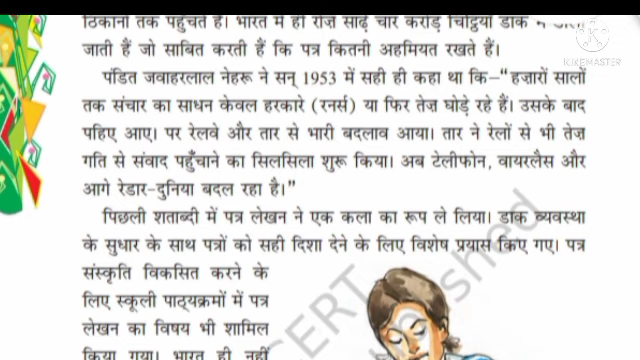 ठिकानों तक पहुँचते हैं। भारत में ही रोज़ साढ़े चार करोड़ चिट्ठियाँ डाक में
जाती हैं जो साबित करती हैं कि पत्र कितनी अहमियत रखते हैं।
पंडित जवाहरलाल नेहरू ने सन् 1953 में सही ही कहा था कि–“हज़ारों सालों
तक संचार का साधन केवल हरकारे (रनर्स) या फिर तेज़ घोड़े रहे हैं। उसके बाद
पहिए आए। पर रेलवे और तार से भारी बदलाव आया। तार ने रेलों से भी तेज़
गति से संवाद पहुँचाने का सिलसिला शुरू किया। अब टेलीफोन, वायरलैस और
आगे रेडार-दुनिया बदल रहा है।”
पिछली शताब्दी में पत्र लेखन ने एक कला का रूप ले लिया। डाक व्यवस्था
के सुधार के साथ पत्रों को सही दिशा देने के लिए विशेष प्रयास किए गए। पत्र
संस्कृति विकसित करने के
लिए स्कूली पाठ्यक्रमों में पत्र
लेखन का विषय भी शामिल
किया गया। भारत ही नहीं
KINEMASTER